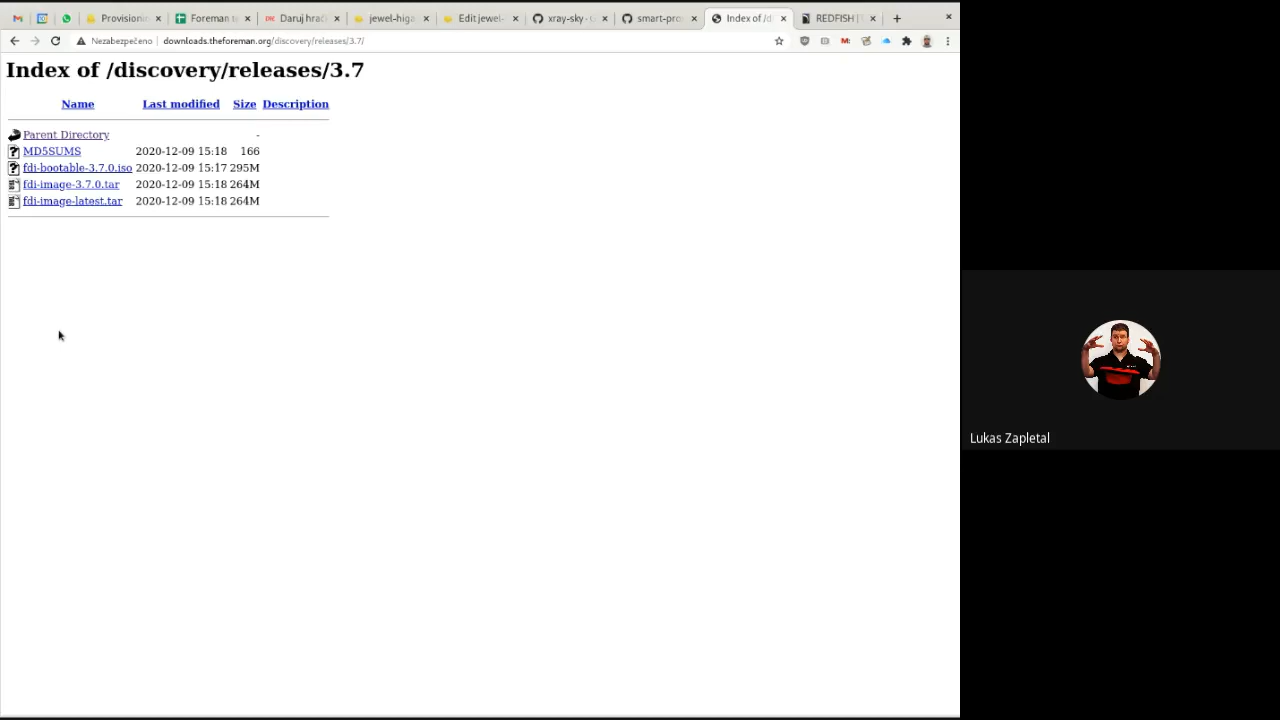 Provisionin
Foreman te
Daruj hrač
jewel-higa
Edit jewel-
xray-sky ·
smart-prox
Index of /d
REDFISH |
Nezabezpečeno | downloads.theforeman.org/discovery/releases/3.7/
Index of /discovery/releases/3.7
Name Last modified Size Description
Parent Directory -
MD5SUMS 2020-12-09 15:18 166
fdi-bootable-3.7.0.iso 2020-12-09 15:17 295M
fdi-image-3.7.0.tar 2020-12-09 15:18 264M
fdi-image-latest.tar 2020-12-09 15:18 264M
Lukas Zapletal